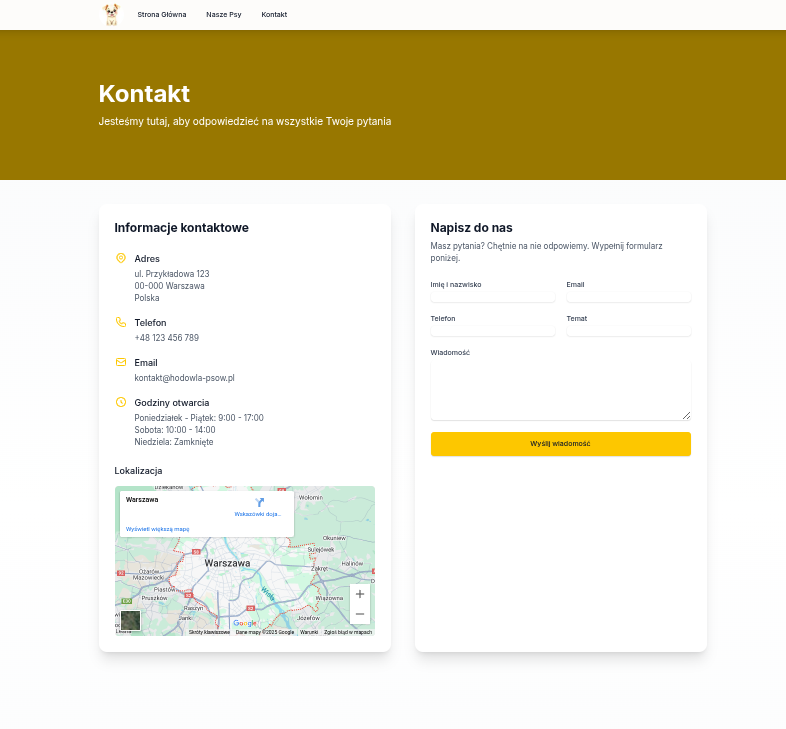 Strona Główna
Nasze Psy
Kontakt
Kontakt
Jesteśmy tutaj, aby odpowiedzieć na wszystkie Twoje pytania
Informacje kontaktowe
Adres
ul. Przykładowa 123
00-000 Warszawa
Polska
Telefon
+48 123 456 789
Email
kontakt@hodowla-psow.pl
Godziny otwarcia
Poniedziałek - Piątek: 9:00 - 17:00
Sobota: 10:00 - 14:00
Niedziela: Zamknięte
Lokalizacja
Warszawa
Wskazówki doja...
Wyświetl większą mapę
Wołomin
Okuniew
Sulejówek
Halinów
Zakręt
Ożarów
Mazowiecki
Warszawa
Piastów
Pruszków
Wisła
Wiązowna
Raszyn
Janki
Józefów
Google
Skróty klawiszowe
Dane mapy ©2025 Google
Warunki
Zgłoś błąd w mapach
Napisz do nas
Masz pytania? Chętnie na nie odpowiemy. Wypełnij formularz
poniżej.
Imię i nazwisko
Email
Telefon
Temat
Wiadomość
Wyślij wiadomość